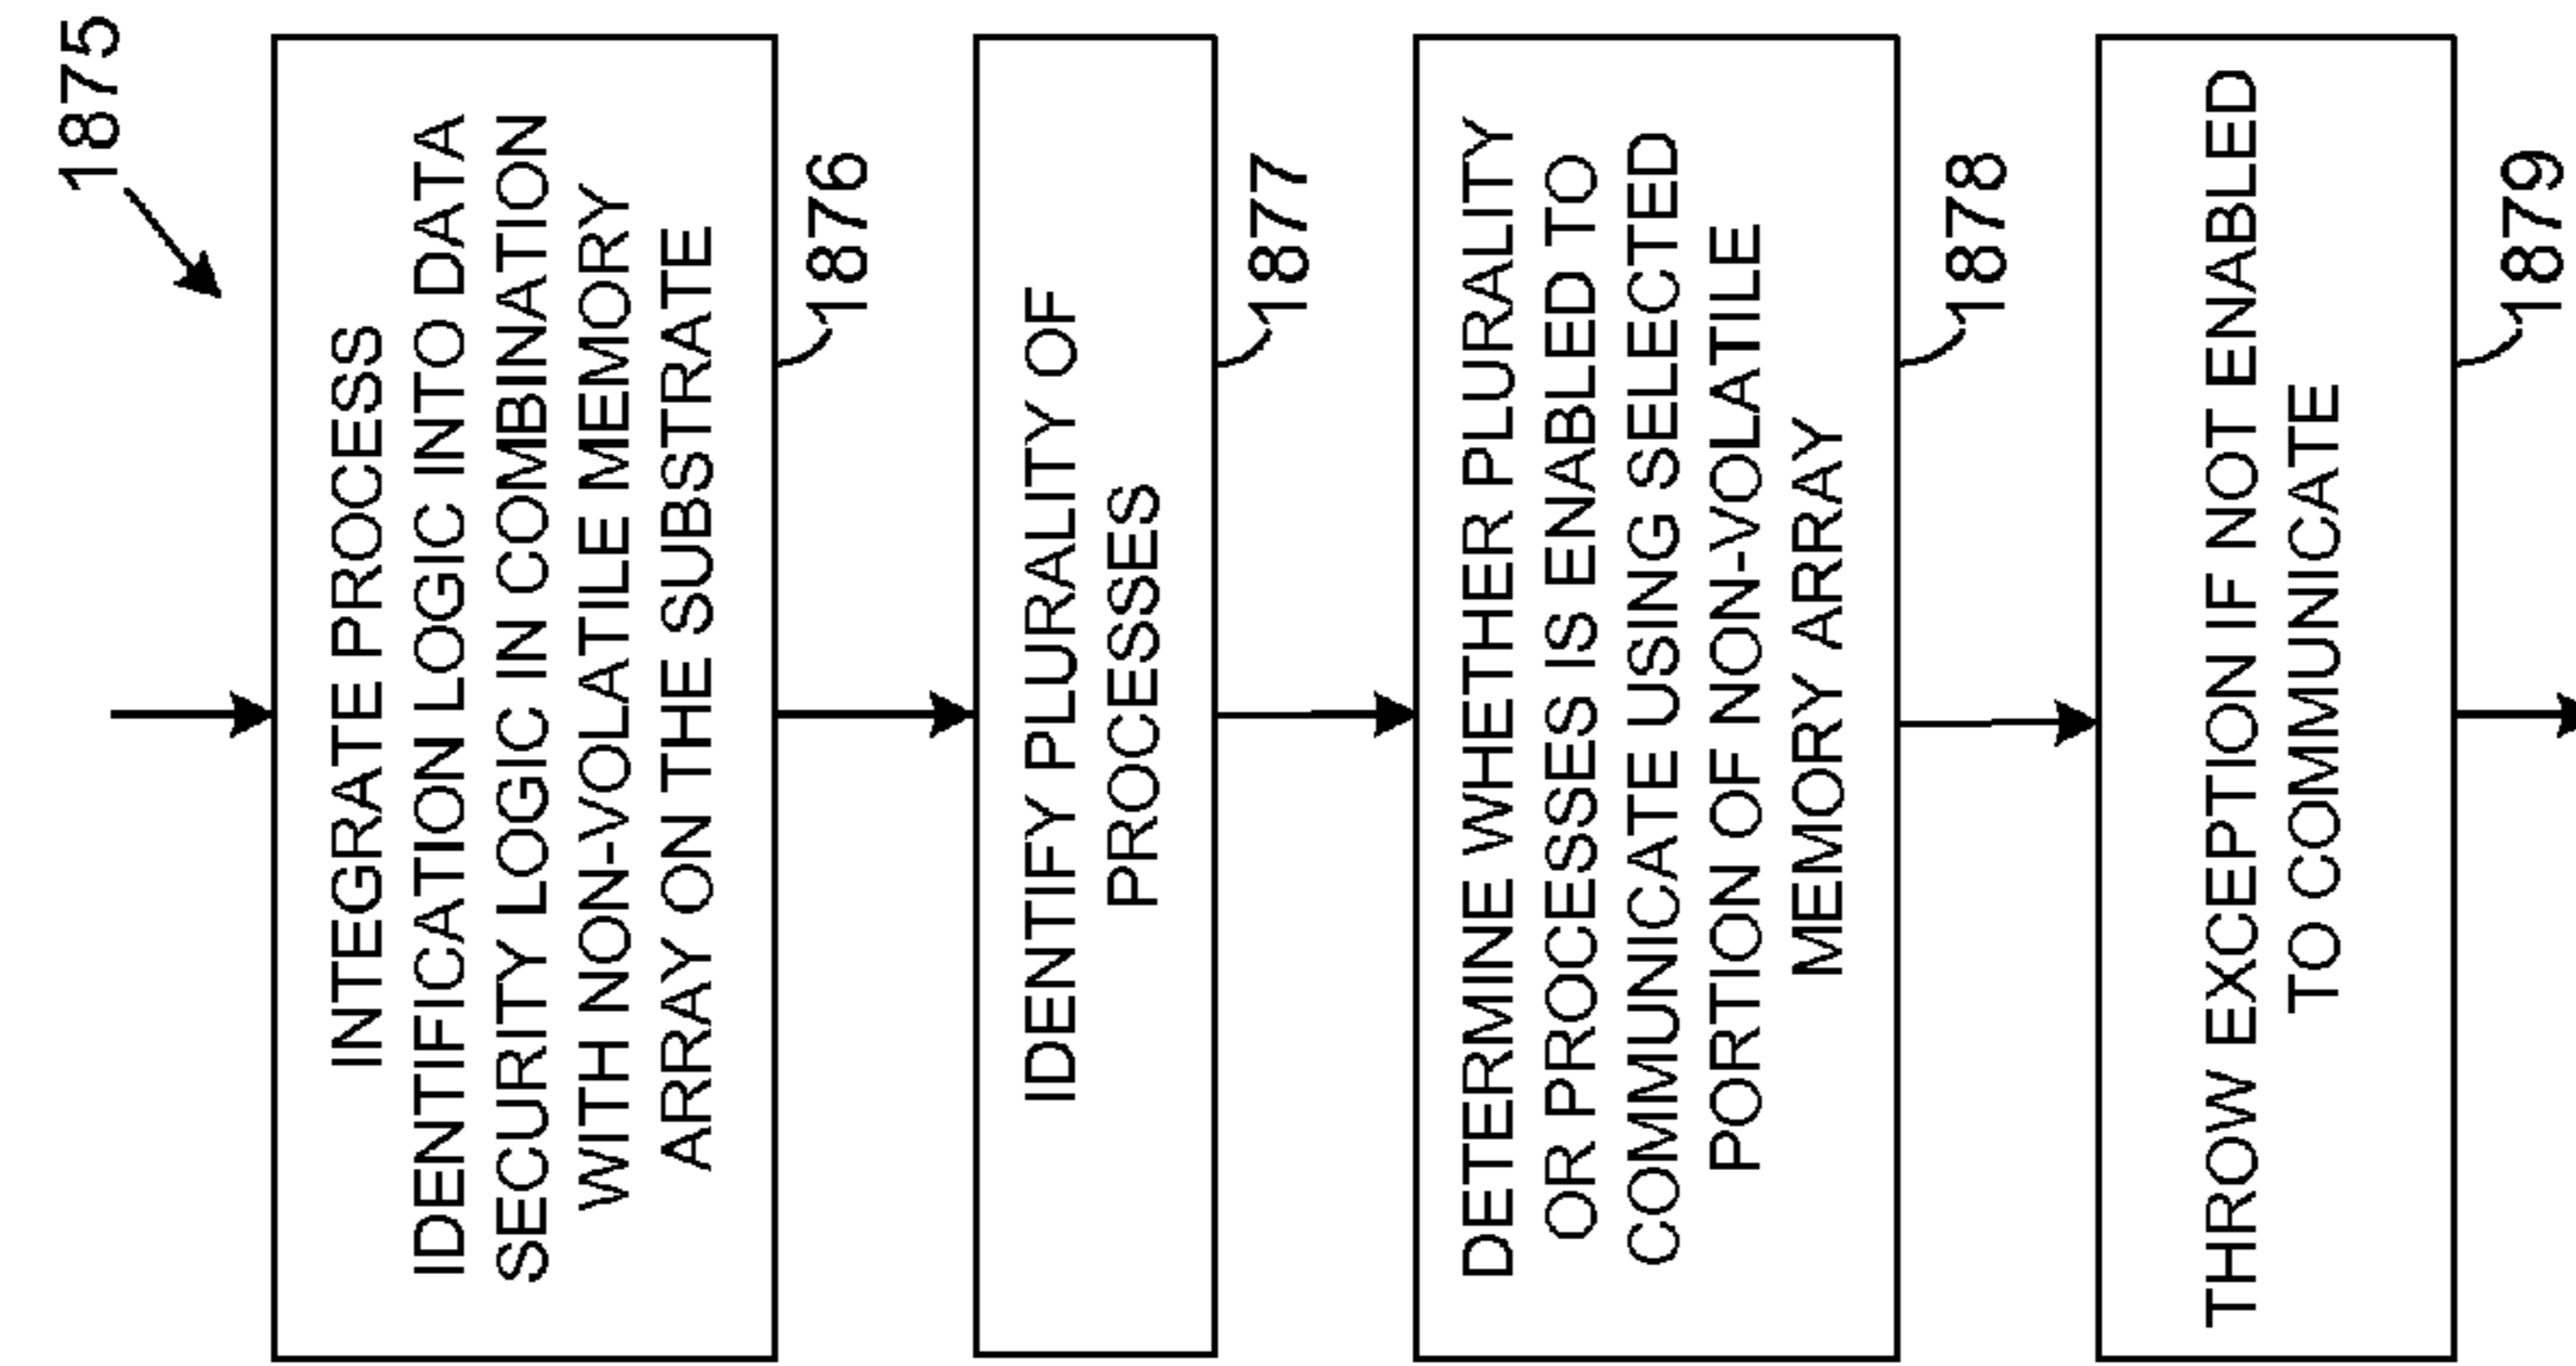 1875
INTEGRATE PROCESS
IDENTIFICATION LOGIC INTO DATA
SECURITY LOGIC IN COMBINATION
WITH NON-VOLATILE MEMORY
ARRAY ON THE SUBSTRATE
1876
IDENTIFY PLURALITY OF
PROCESSES
1877
DETERMINE WHETHER PLURALITY
OR PROCESSES IS ENABLED TO
COMMUNICATE USING SELECTED
PORTION OF NON-VOLATILE
MEMORY ARRAY
1878
THROW EXCEPTION IF NOT ENABLED
TO COMMUNICATE
1879